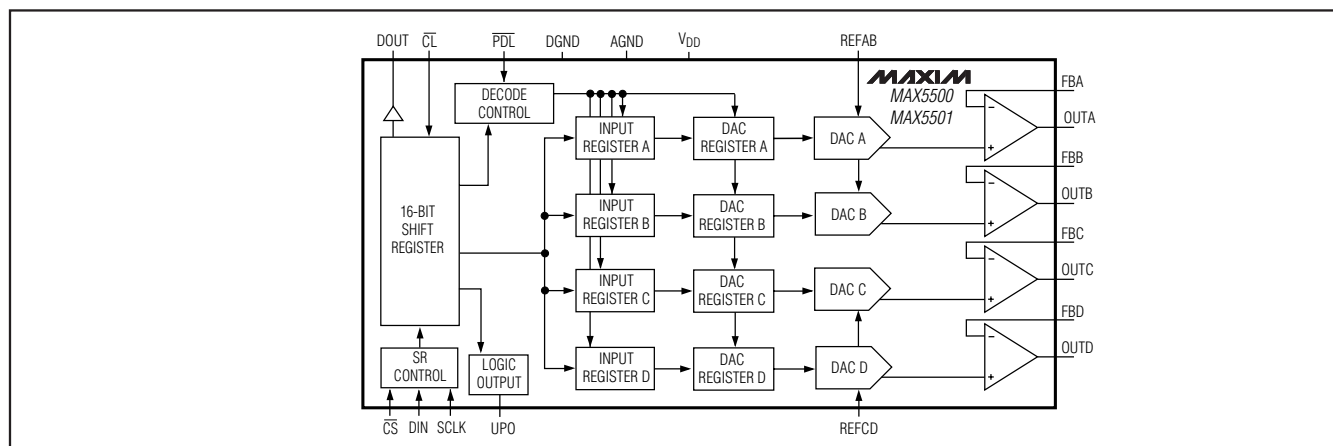 DOUT CL PDL DGND AGND VDD REFAB
MAXIM
MAX5500
MAX5501
FBA
OUTA
FBB
OUTB
FBC
OUTC
FBD
OUTD
DECODE
CONTROL
16-BIT
SHIFT
REGISTER
INPUT
REGISTER A
DAC
REGISTER A
DAC A
INPUT
REGISTER B
DAC
REGISTER B
DAC B
INPUT
REGISTER C
DAC
REGISTER C
DAC C
INPUT
REGISTER D
DAC
REGISTER D
DAC D
SR
CONTROL
LOGIC
OUTPUT
CS DIN SCLK UPO REFCD
- +
- +
- +
- +